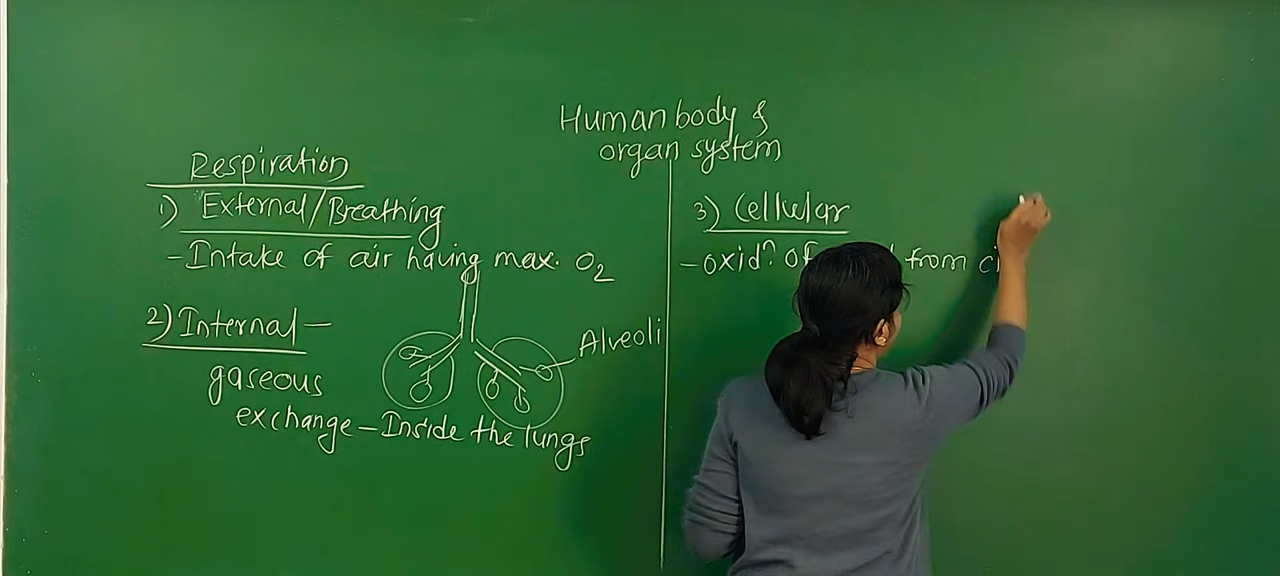 Human body &
organ system
Respiration
1) External/Breathing
- Intake of air having max. O2
2) Internal -
gaseous
exchange - Inside the lungs
Alveoli
3) Cellular
- oxidⁿ of from